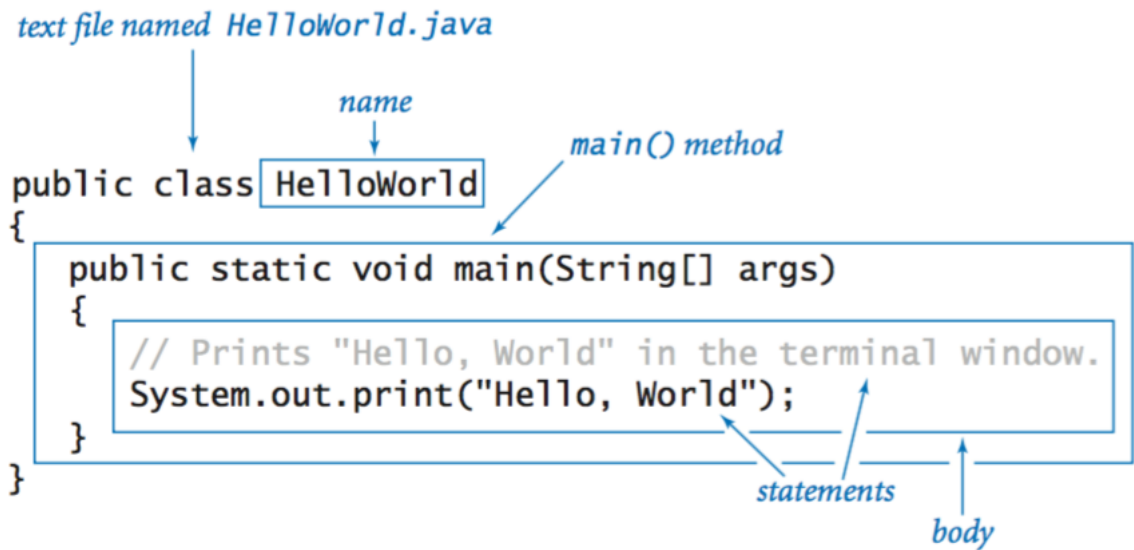 text file named HelloWorld.java
name
main() method
public class HelloWorld
{
public static void main(String[] args)
{
// Prints "Hello, World" in the terminal window.
System.out.print("Hello, World");
}
}
statements
body